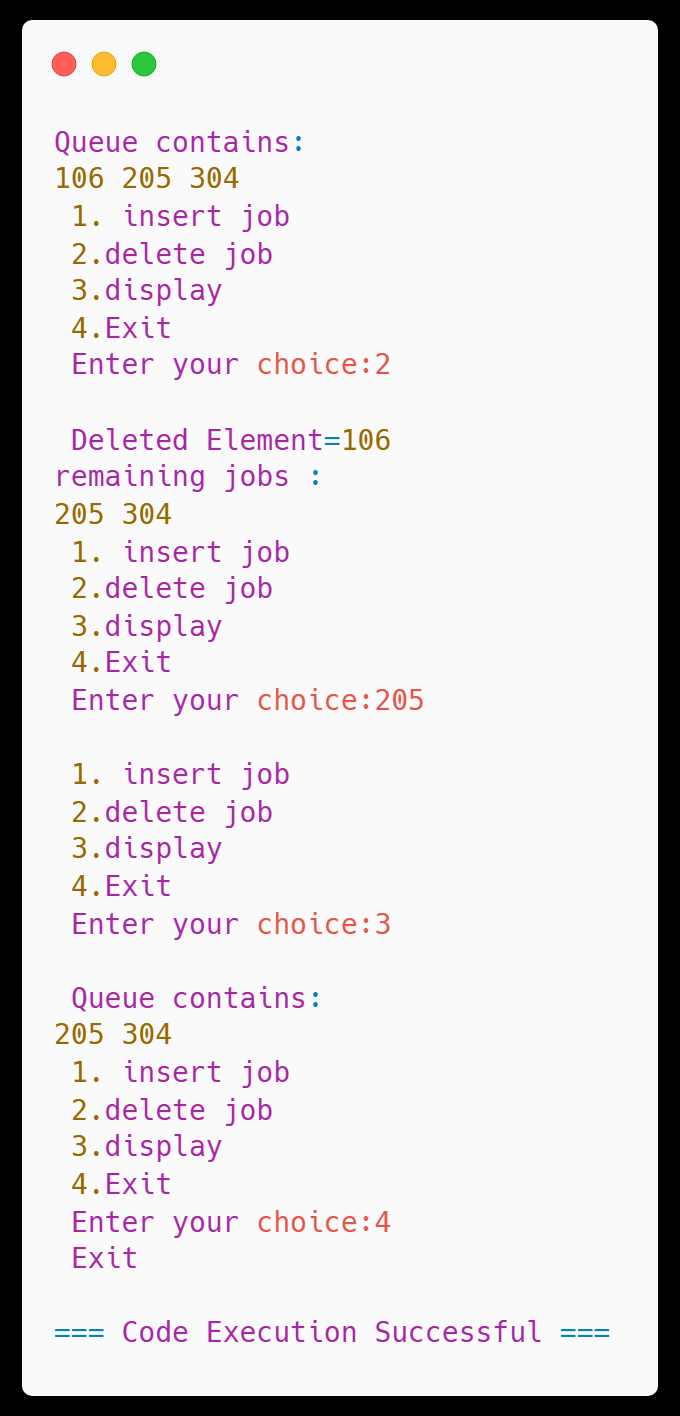 Queue contains:
106 205 304
1. insert job
2.delete job
3.display
4.Exit
Enter your choice:2
Deleted Element=106
remaining jobs :
205 304
1. insert job
2.delete job
3.display
4.Exit
Enter your choice:205
1. insert job
2.delete job
3.display
4.Exit
Enter your choice:3
Queue contains:
205 304
1. insert job
2.delete job
3.display
4.Exit
Enter your choice:4
Exit
=== Code Execution Successful ===